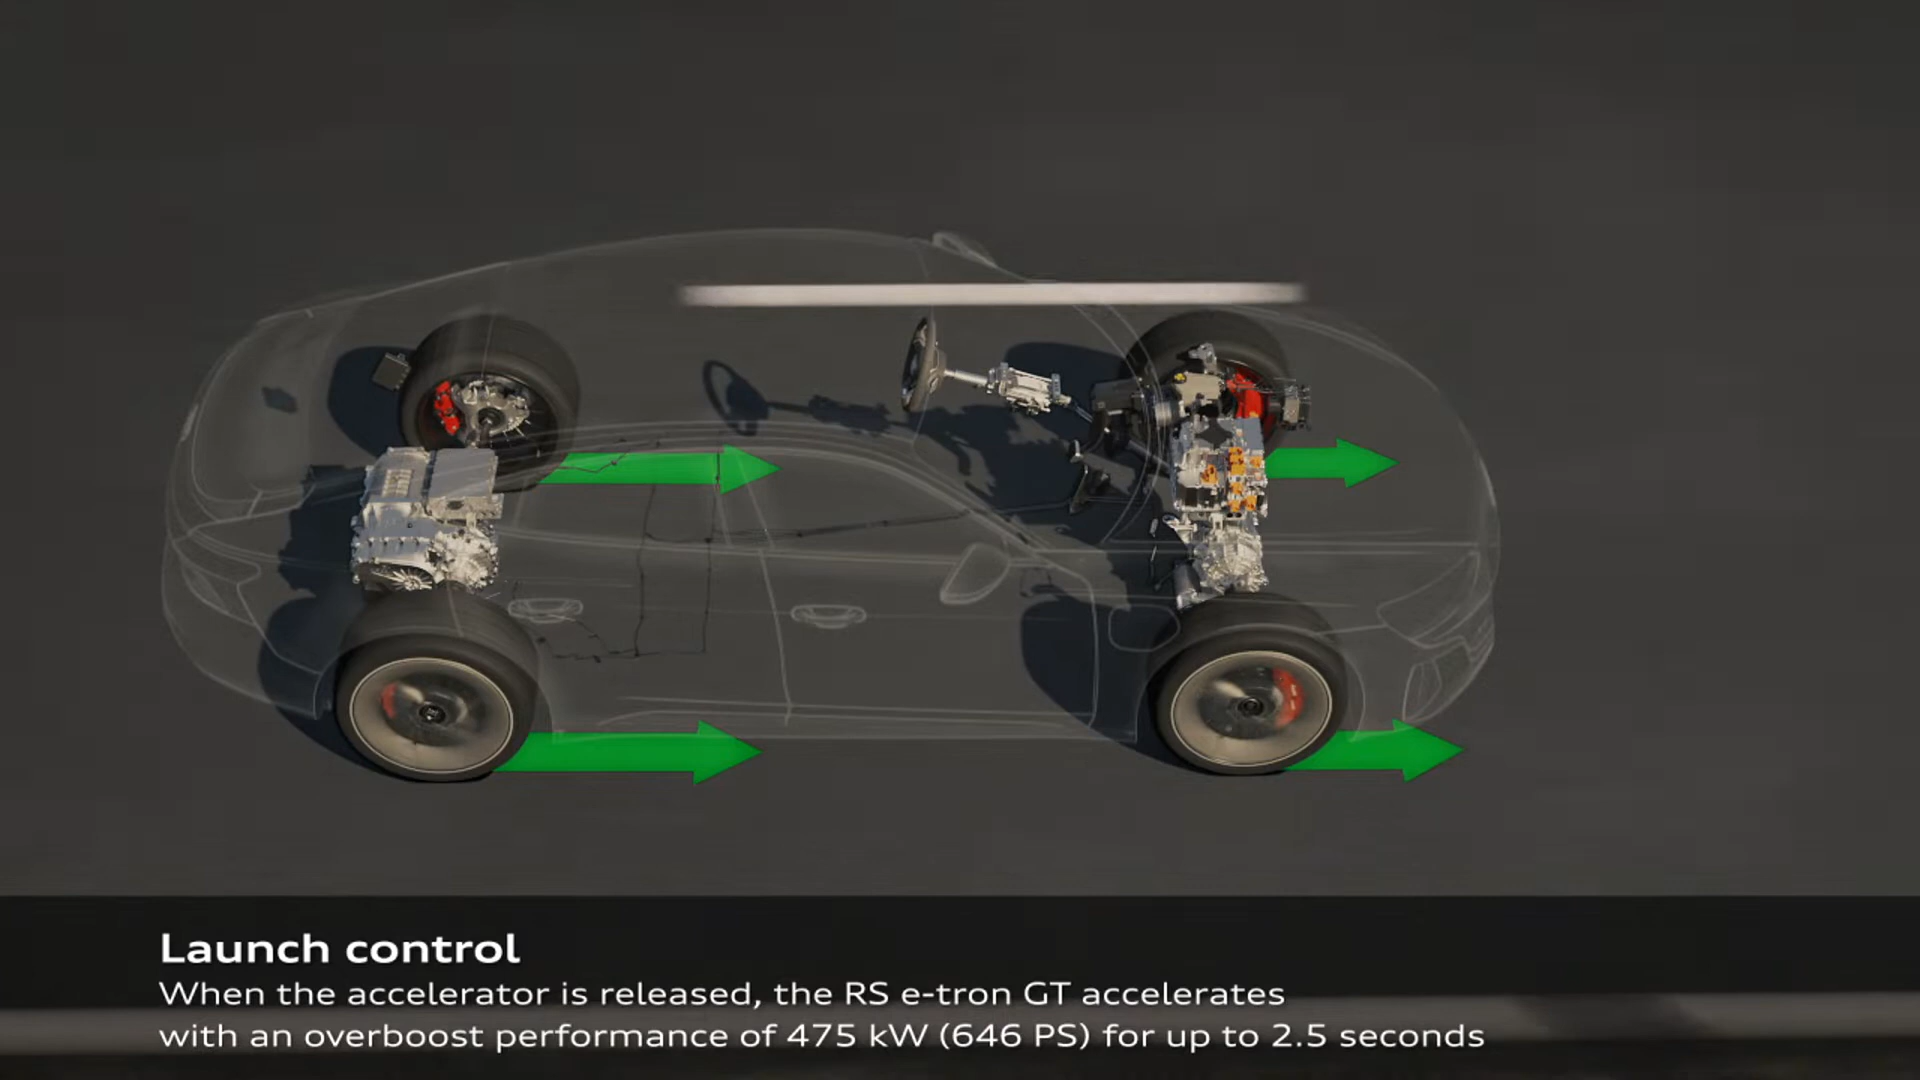 Launch control
When the accelerator is released, the RS e-tron GT accelerates
with an overboost performance of 475 kW (646 PS) for up to 2.5 seconds